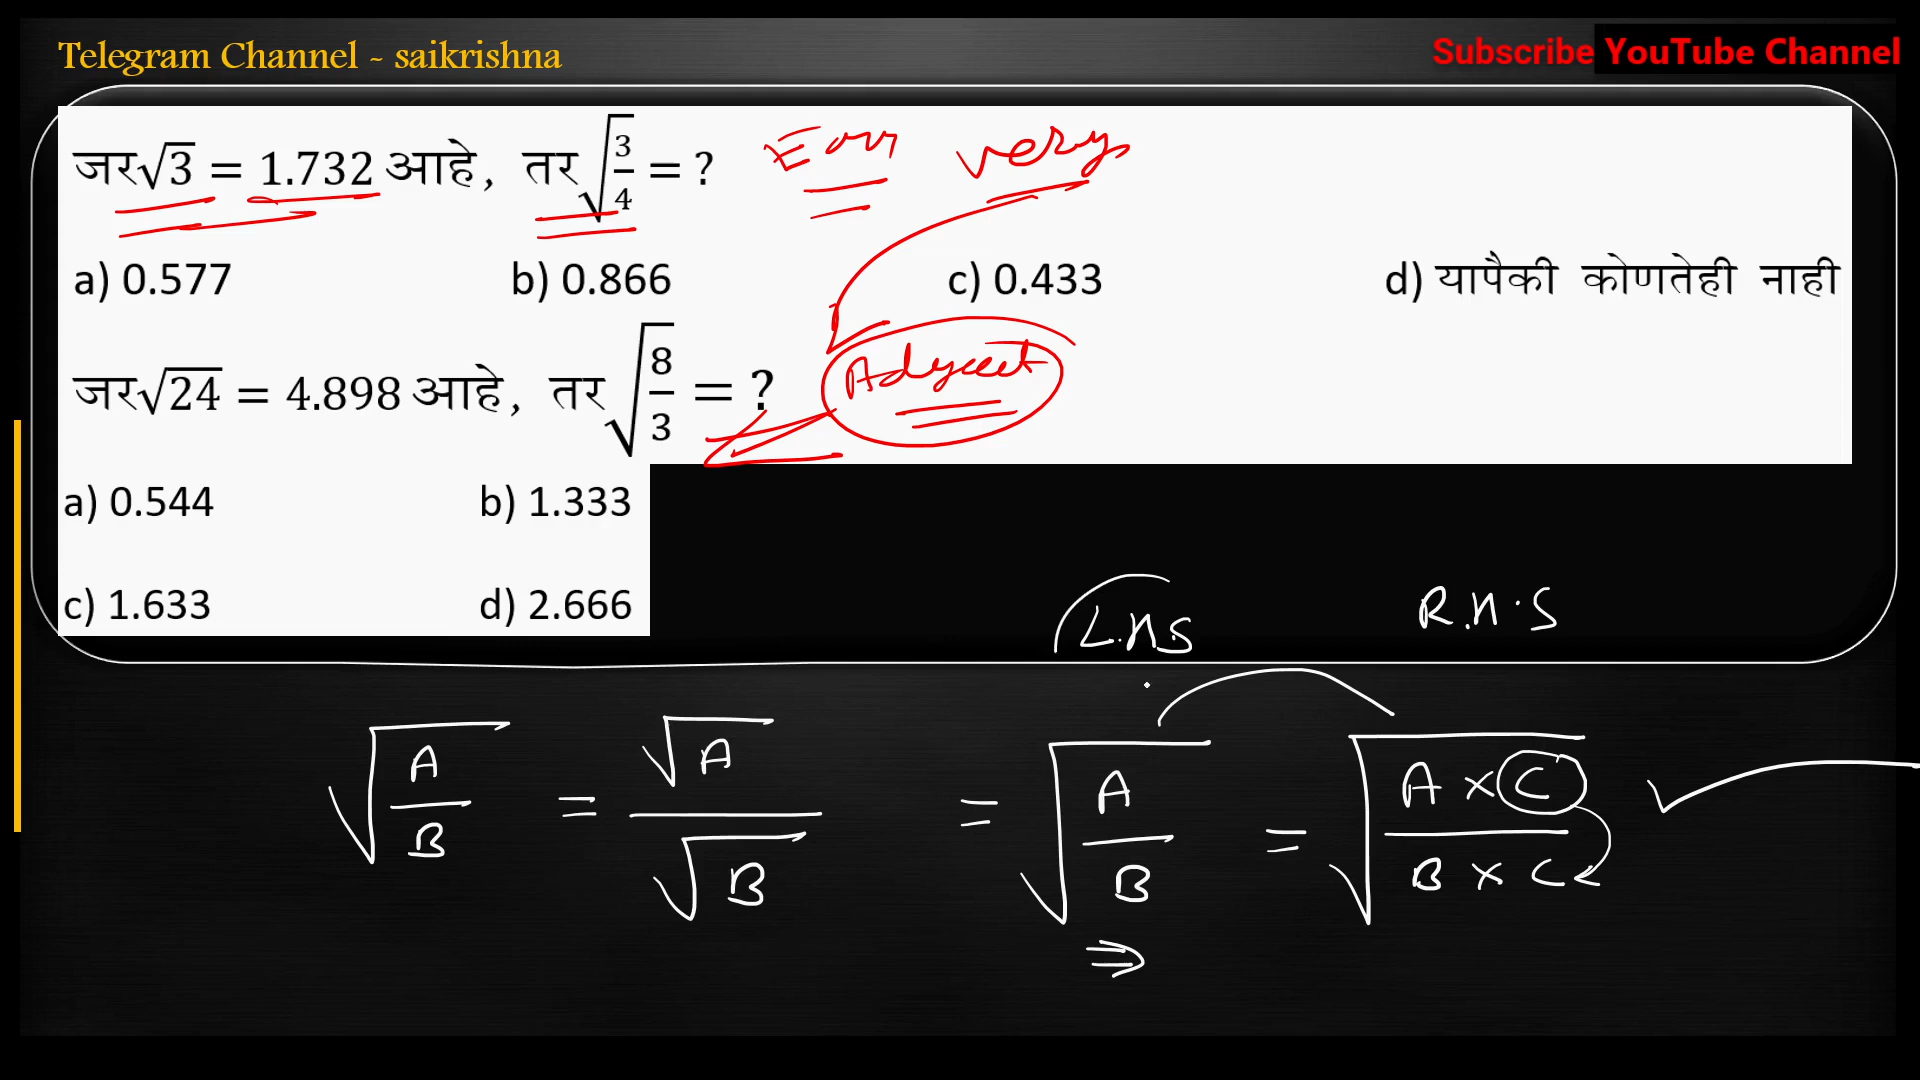 Telegram Channel - saikrishna
Subscribe YouTube Channel
जर√3 = 1.732 आहे, तर √(3/4) = ?
very
a) 0.577 b) 0.866 c) 0.433 d) यापैकी कोणतेही नाही
जर√24 = 4.898 आहे, तर √(8/3) = ?
a) 0.544 b) 1.333
c) 1.633 d) 2.666
L.H.S R.H.S
√(A/B) = √A/√B = √(A/B) = √((A × C)/(B × C))
⇒